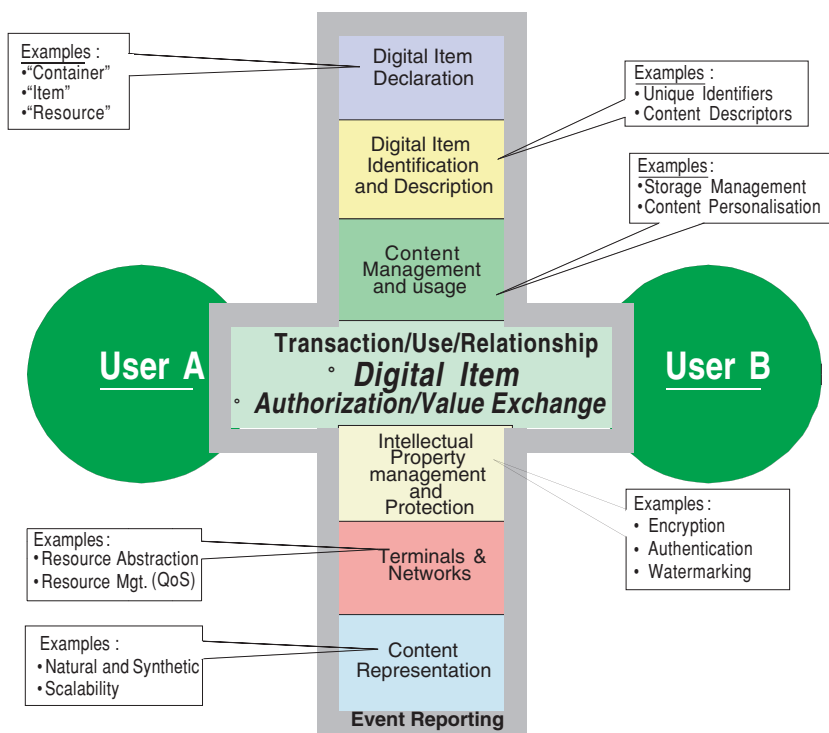 Examples :
•“Container”
•“Item”
•“Resource”
Digital Item
Declaration
Examples :
• Unique Identifiers
• Content Descriptors
Digital Item
Identification
and Description
Examples :
•Storage Management
•Content Personalisation
Content
Management
and usage
User A
Transaction/Use/Relationship
° Digital Item
° Authorization/Value Exchange
User B
Intellectual
Property
management
and
Protection
Examples :
• Encryption
• Authentication
• Watermarking
Examples :
•Resource Abstraction
•Resource Mgt. (QoS)
Terminals &
Networks
Examples :
•Natural and Synthetic
•Scalability
Content
Representation
Event Reporting